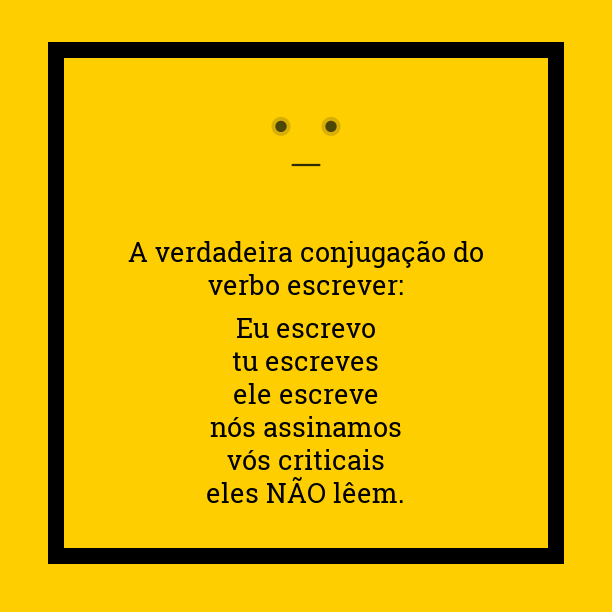 A verdadeira conjugação do
verbo escrever:
Eu escrevo
tu escreves
ele escreve
nós assinamos
vós criticais
eles NÃO lêem.